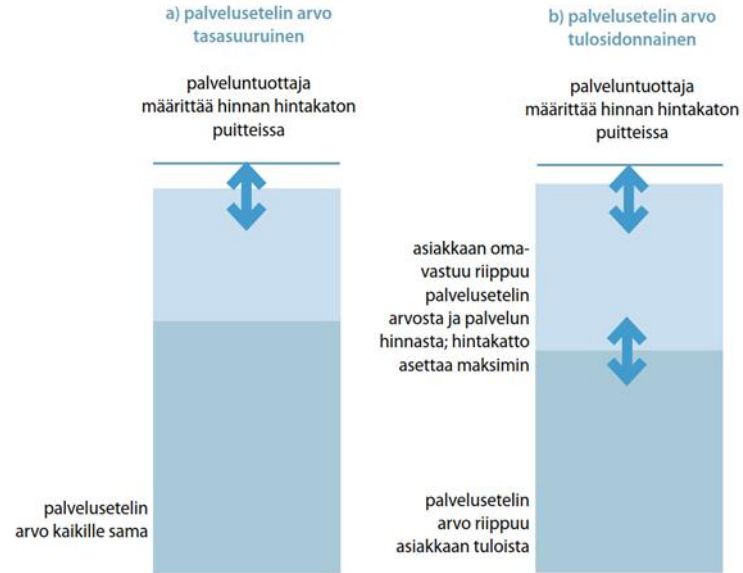 a) palvelusetelin arvo
tasasuuruinen
palveluntuottaja
määrittää hinnan hintakaton
puitteissa
palvelusetelin
arvo kaikille sama
b) palvelusetelin arvo
tulosidonnainen
palveluntuottaja
määrittää hinnan hintakaton
puitteissa
asiakkaan oma-
vastuu riippuu
palvelusetelin
arvosta ja palvelun
hinnasta; hintakatto
asettaa maksimin
palvelusetelin
arvo riippuu
asiakkaan tuloista